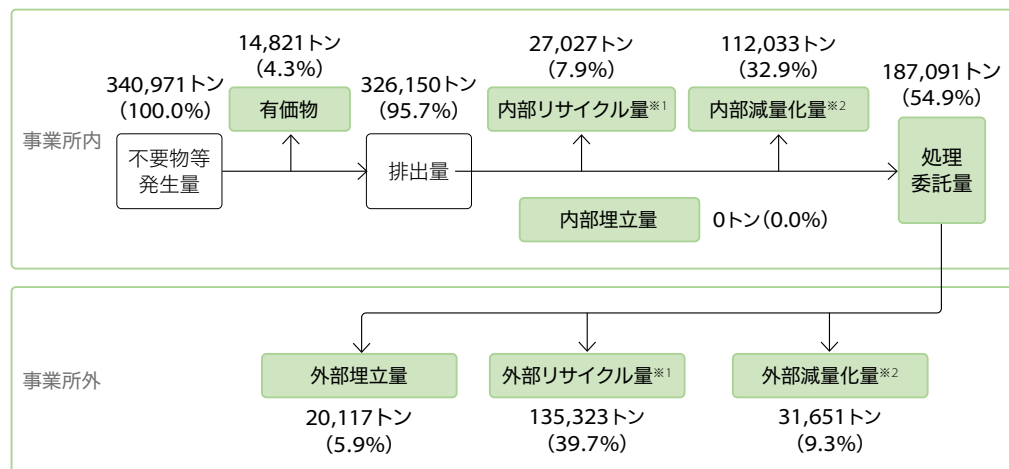 事業所内
340,971トン
（100.0%）
不要物等
発生量
14,821トン
（4.3%）
有価物
326,150トン
（95.7%）
排出量
27,027トン
（7.9%）
内部リサイクル量※1
112,033トン
（32.9%）
内部減量化量※2
187,091トン
（54.9%）
処理
委託量
内部埋立量 0トン（0.0%）
事業所外
外部埋立量
20,117トン
（5.9%）
外部リサイクル量※1
135,323トン
（39.7%）
外部減量化量※2
31,651トン
（9.3%）